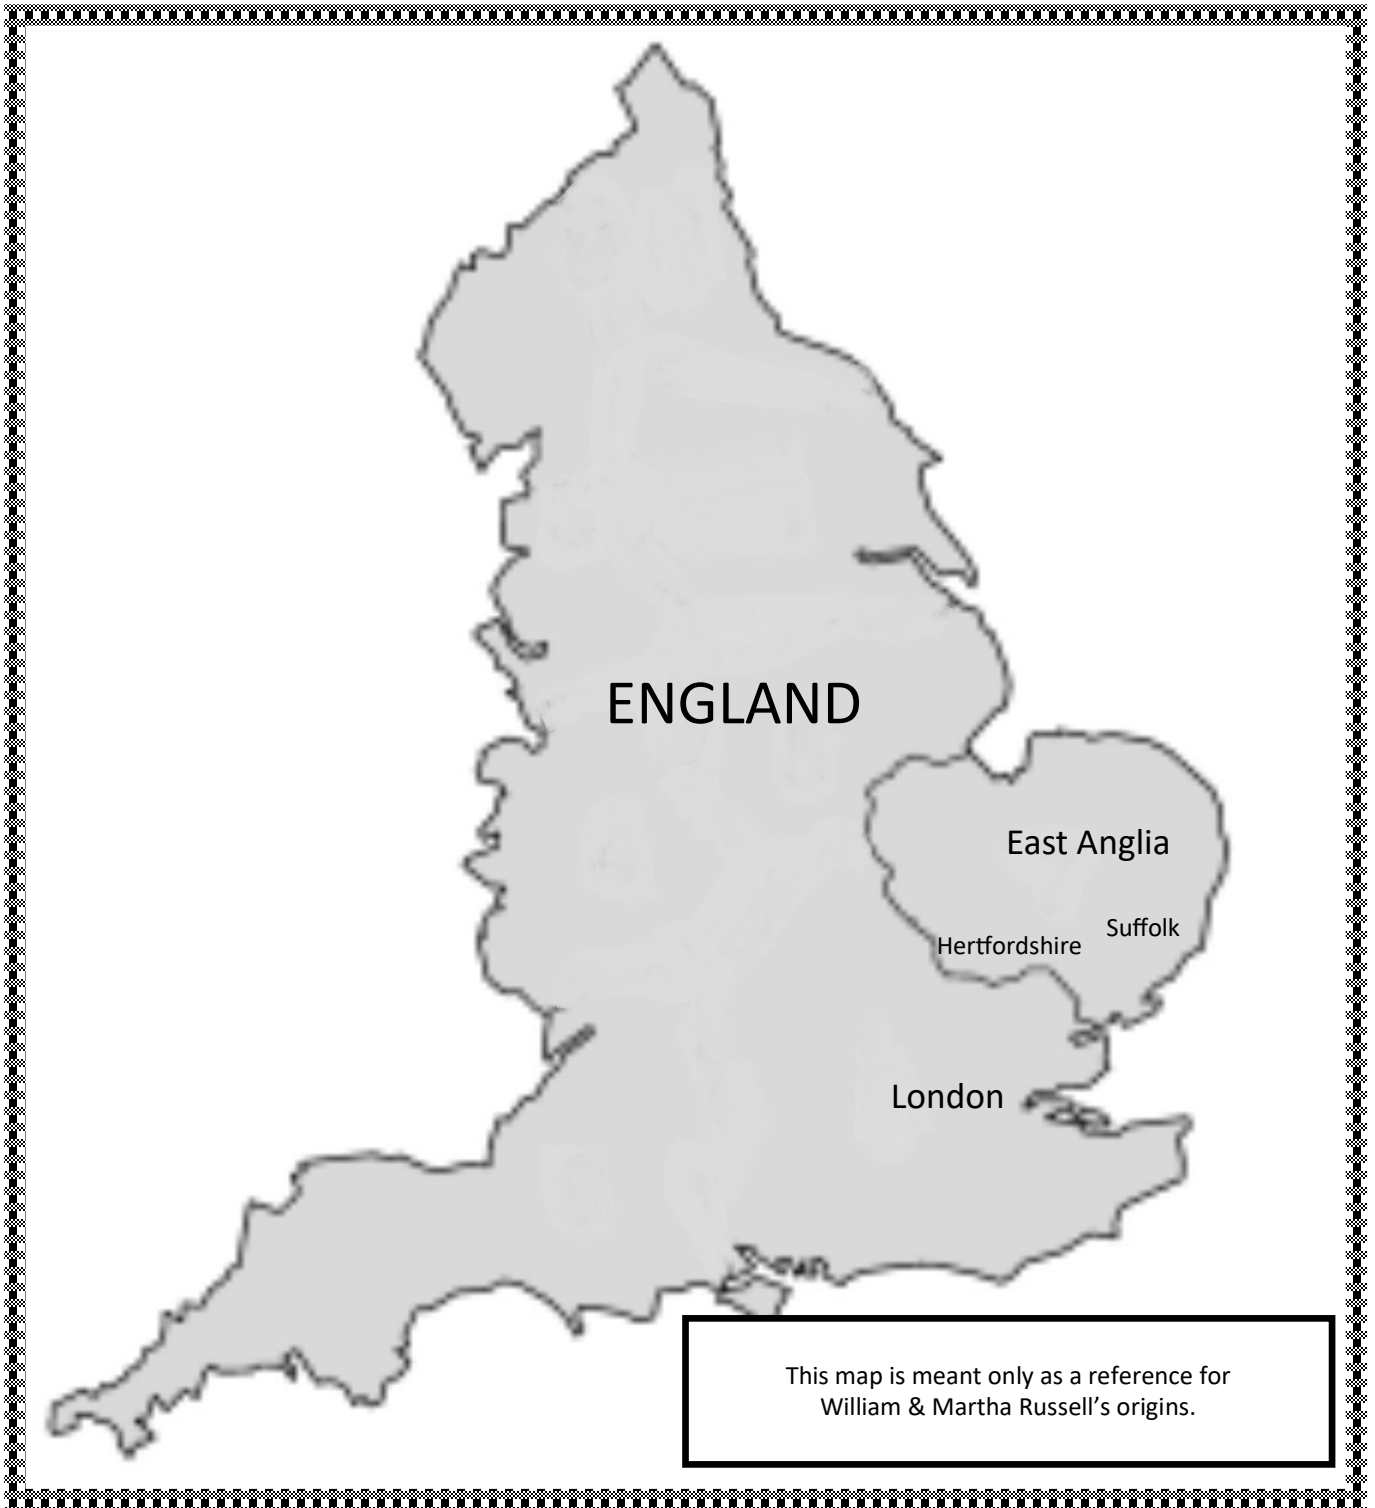 ENGLAND
East Anglia
Suffolk
Hertfordshire
London
This map is meant only as a reference for
William & Martha Russell’s origins.